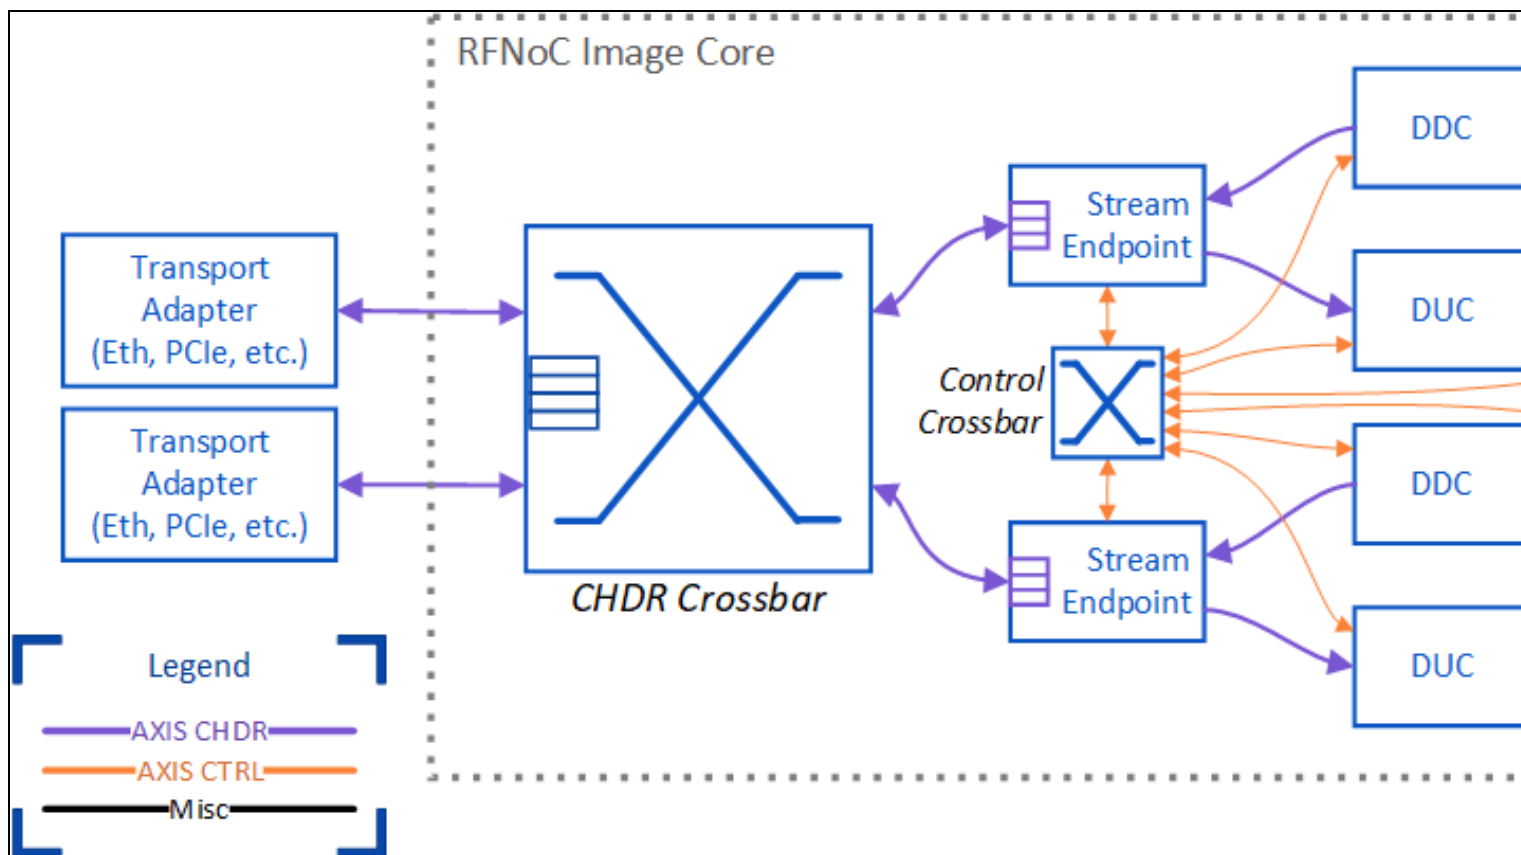 RFNoC Image Core
DDC
Stream
Endpoint
Transport
Adapter
(Eth, PCIe, etc.)
DUC
Control
Crossbar
Transport
Adapter
(Eth, PCIe, etc.)
DDC
Stream
Endpoint
CHDR Crossbar
DUC
Legend
AXIS CHDR
AXIS CTRL
Misc